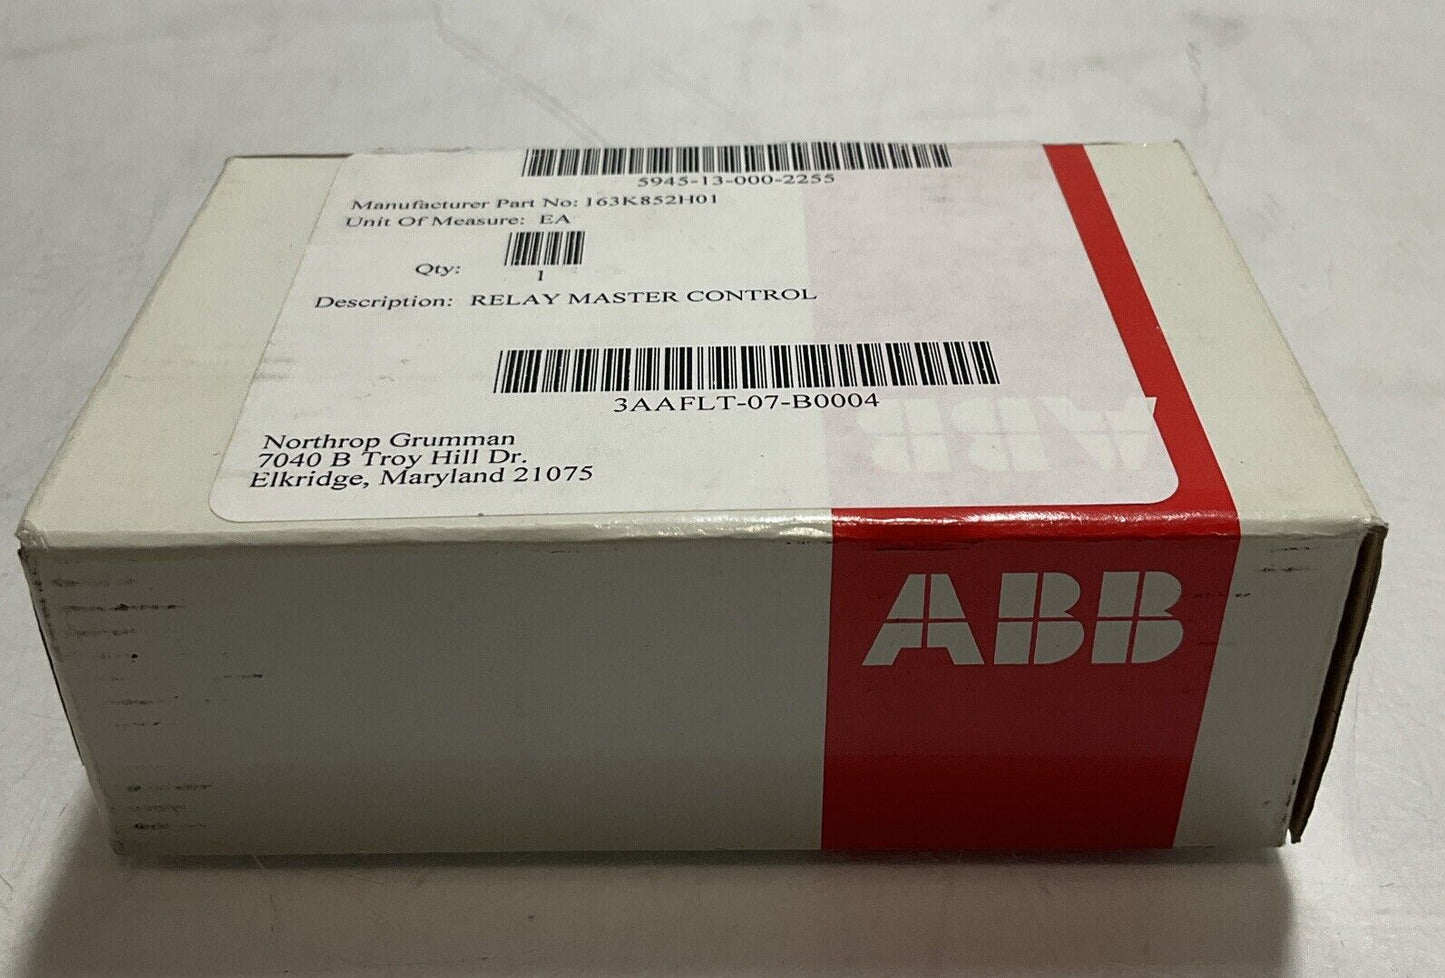 5945-13-000-2255
Manufacturer Part No: 163K852H01
Unit Of Measure: EA
Qty: 1
Description: RELAY MASTER CONTROL
3AAFLT-07-B0004
Northrop Grumman
7040 B Troy Hill Dr.
Elkridge, Maryland 21075
ABB
ABB